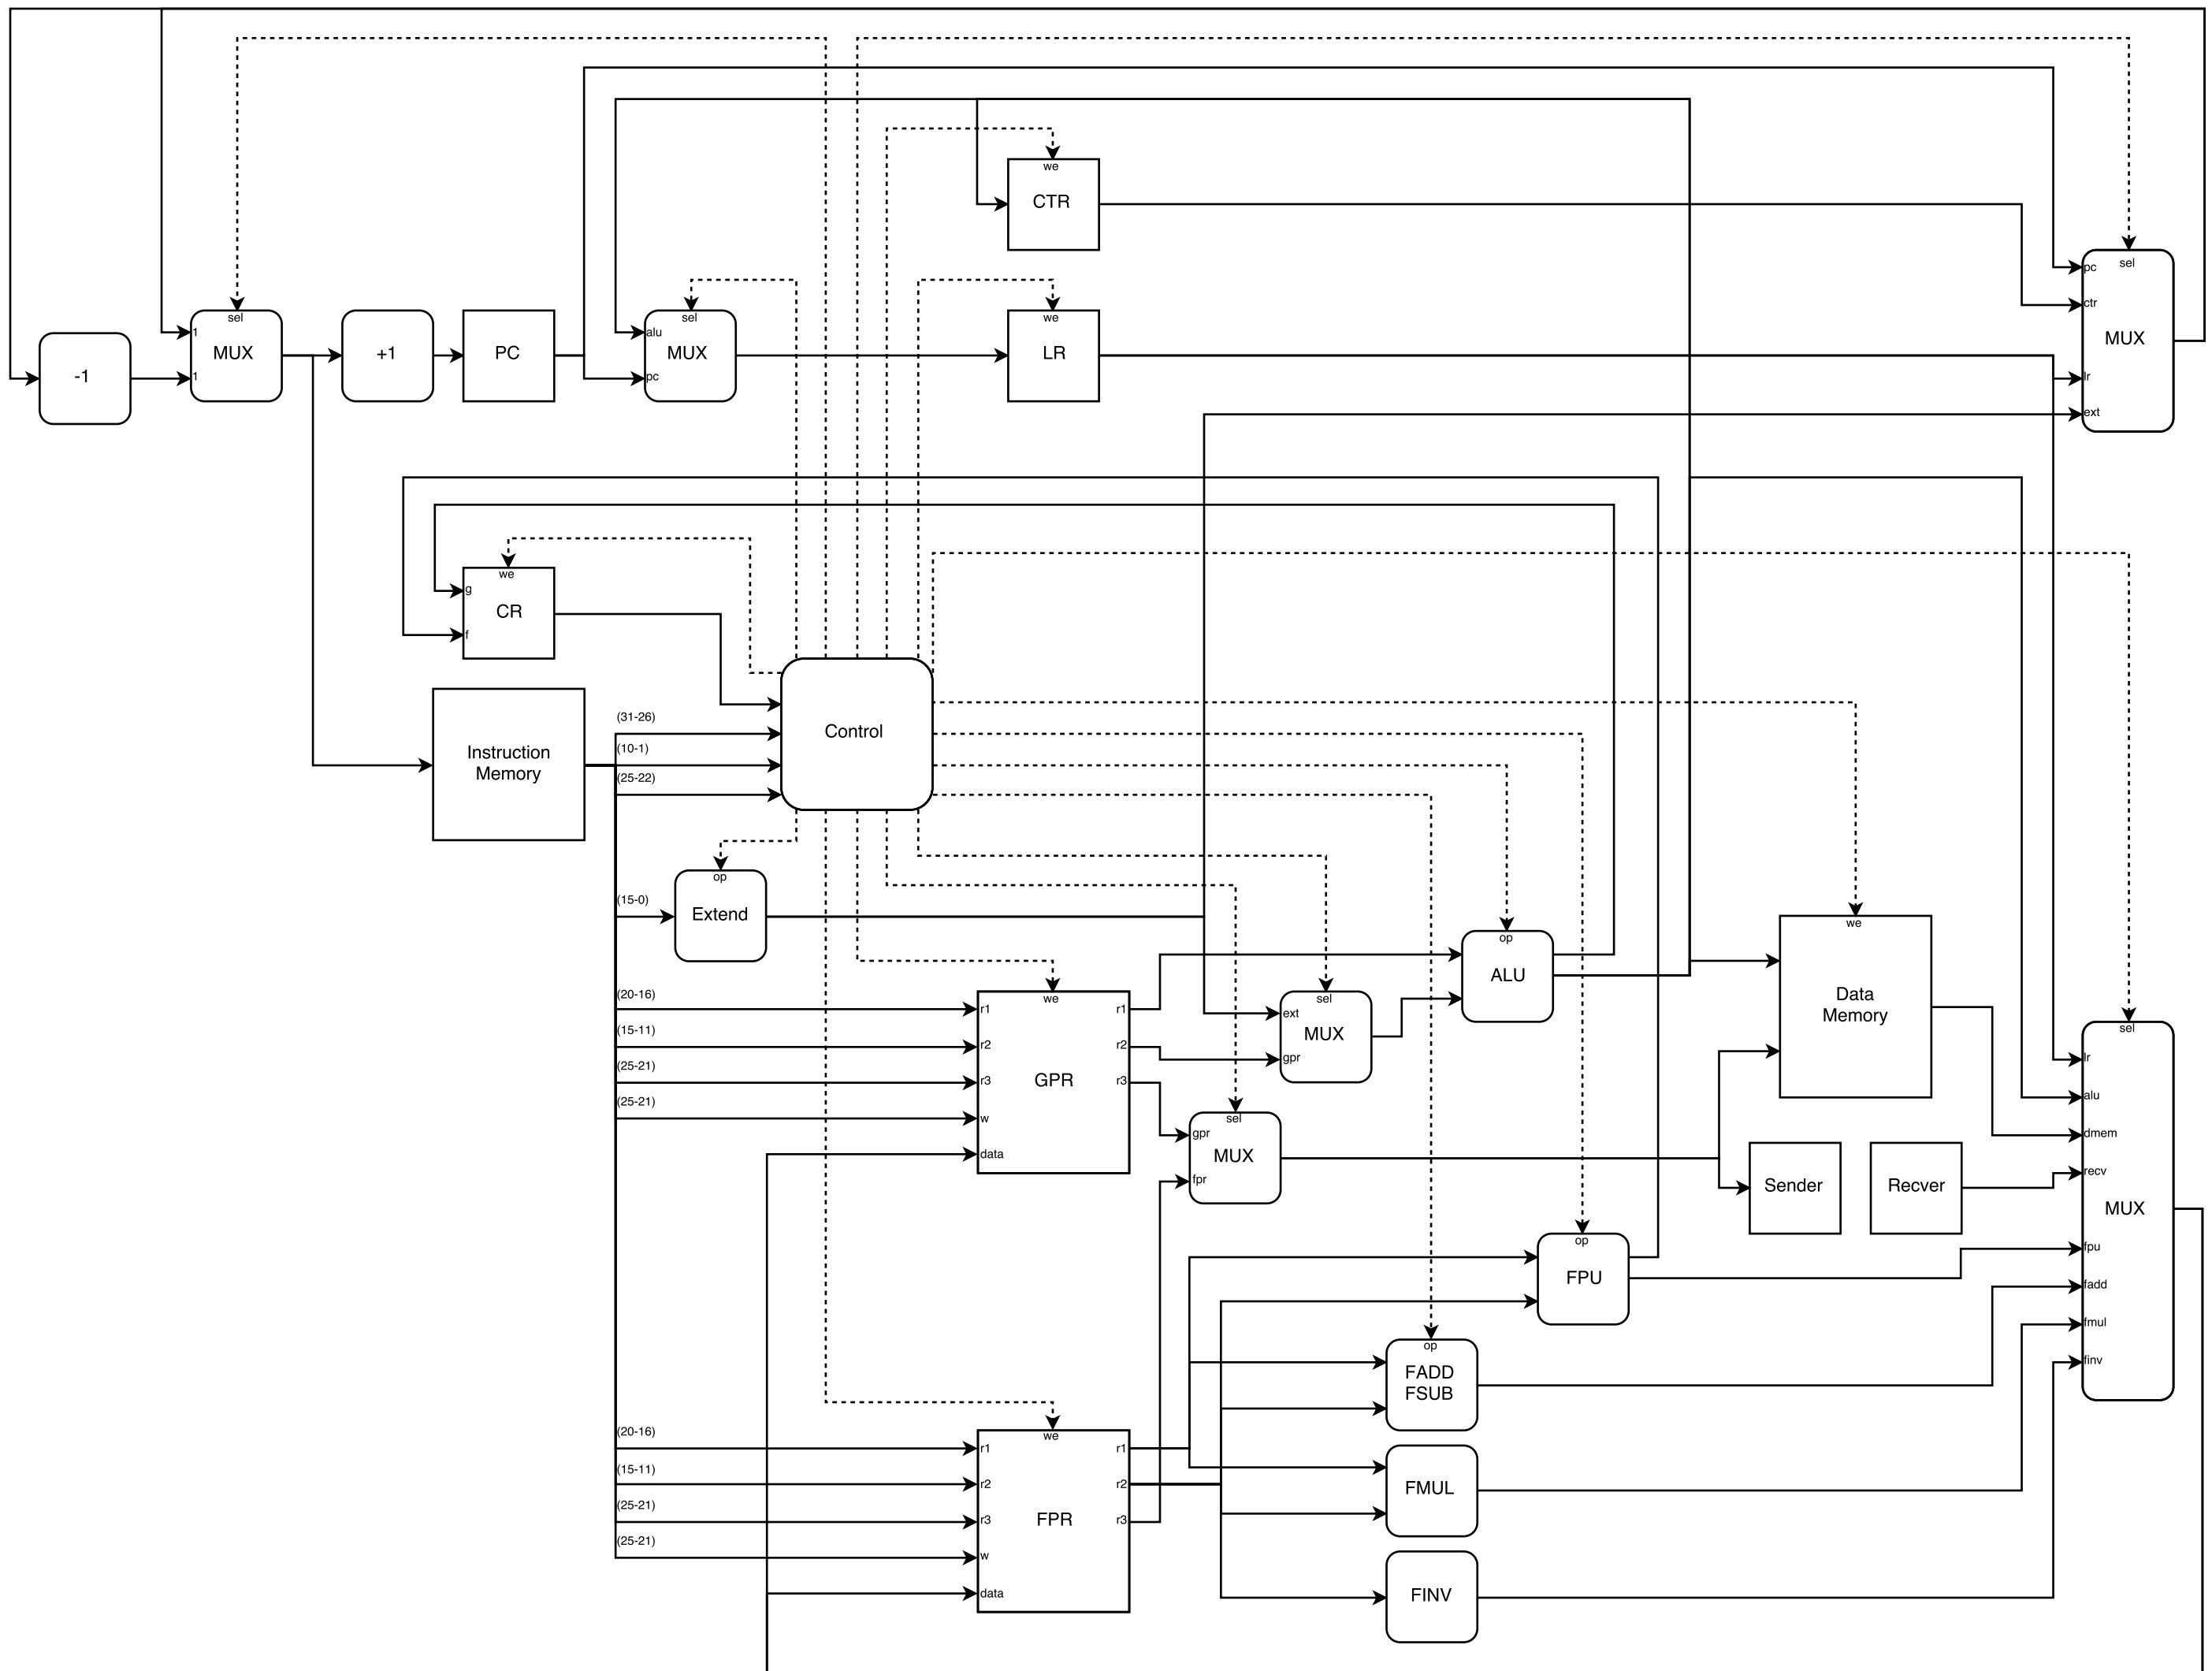 we
CTR
sel
pc
ctr
MUX
lr
ext
sel
1
MUX
1
-1
+1
PC
sel
alu
MUX
pc
we
LR
we
g
CR
f
Instruction
Memory
(31-26)
(10-1)
(25-22)
Control
op
(15-0)
Extend
(20-16)
(15-11)
(25-21)
(25-21)
we
r1
r2
r3
w
data
GPR
r1
r2
r3
sel
ext
MUX
gpr
sel
gpr
MUX
fpr
op
ALU
we
Data
Memory
Sender
Recver
sel
lr
alu
dmem
recv
MUX
fpu
fadd
fmul
finv
op
FPU
op
FADD
FSUB
FMUL
FINV
(20-16)
(15-11)
(25-21)
(25-21)
we
r1
r2
r3
w
data
FPR
r1
r2
r3